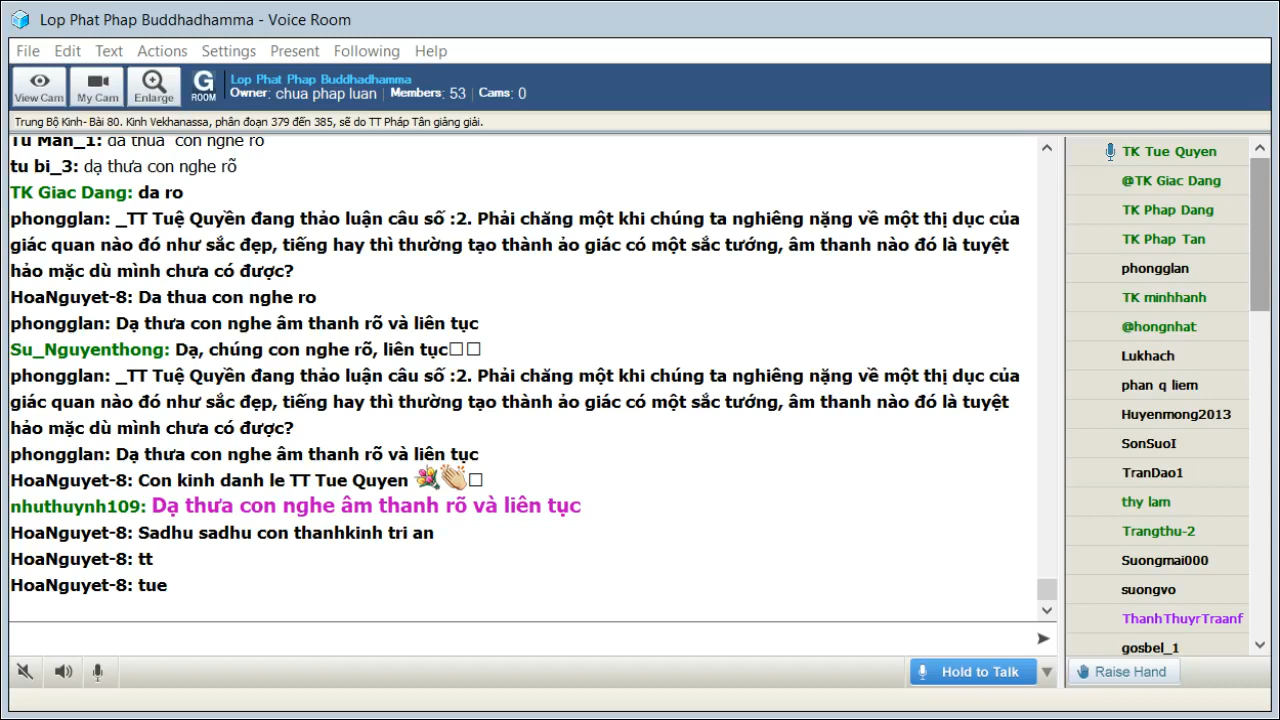 Lop Phat Phap Buddhadhamma - Voice Room
File Edit Text Actions Settings Present Following Help
View Cam My Cam Enlarge G ROOM Lop Phat Phap Buddhadhamma
Owner: chua phap luan | Members: 53 | Cams: 0
Trung Bộ Kinh- Bài 80. Kinh Vekhanassa, phân đoạn 379 đến 385, sẽ do TT Pháp Tân giảng giải.
Tu Man_1: da thua con nghe ro
tu bi_3: dạ thưa con nghe rõ
TK Giac Dang: da ro
phongglan: _TT Tuệ Quyền đang thảo luận câu số :2. Phải chăng một khi chúng ta nghiêng nặng về một thị dục của
giác quan nào đó như sắc đẹp, tiếng hay thì thường tạo thành ảo giác có một sắc tướng, âm thanh nào đó là tuyệt
hảo mặc dù mình chưa có được?
HoaNguyet-8: Da thua con nghe ro
phongglan: Dạ thưa con nghe âm thanh rõ và liên tục
Su_Nguyenthong: Dạ, chúng con nghe rõ, liên tục
phongglan: _TT Tuệ Quyền đang thảo luận câu số :2. Phải chăng một khi chúng ta nghiêng nặng về một thị dục của
giác quan nào đó như sắc đẹp, tiếng hay thì thường tạo thành ảo giác có một sắc tướng, âm thanh nào đó là tuyệt
hảo mặc dù mình chưa có được?
phongglan: Dạ thưa con nghe âm thanh rõ và liên tục
HoaNguyet-8: Con kinh danh le TT Tue Quyen
nhuthuynh109: Dạ thưa con nghe âm thanh rõ và liên tục
HoaNguyet-8: Sadhu sadhu con thanhkinh tri an
HoaNguyet-8: tt
HoaNguyet-8: tue
TK Tue Quyen
@TK Giac Dang
TK Phap Dang
TK Phap Tan
phongglan
TK minhhanh
@hongnhat
Lukhach
phan q liem
Huyenmong2013
SonSuoI
TranDao1
thy lam
Trangthu-2
Suongmai000
suongvo
ThanhThuyrTraanf
gosbel_1
Hold to Talk
Raise Hand